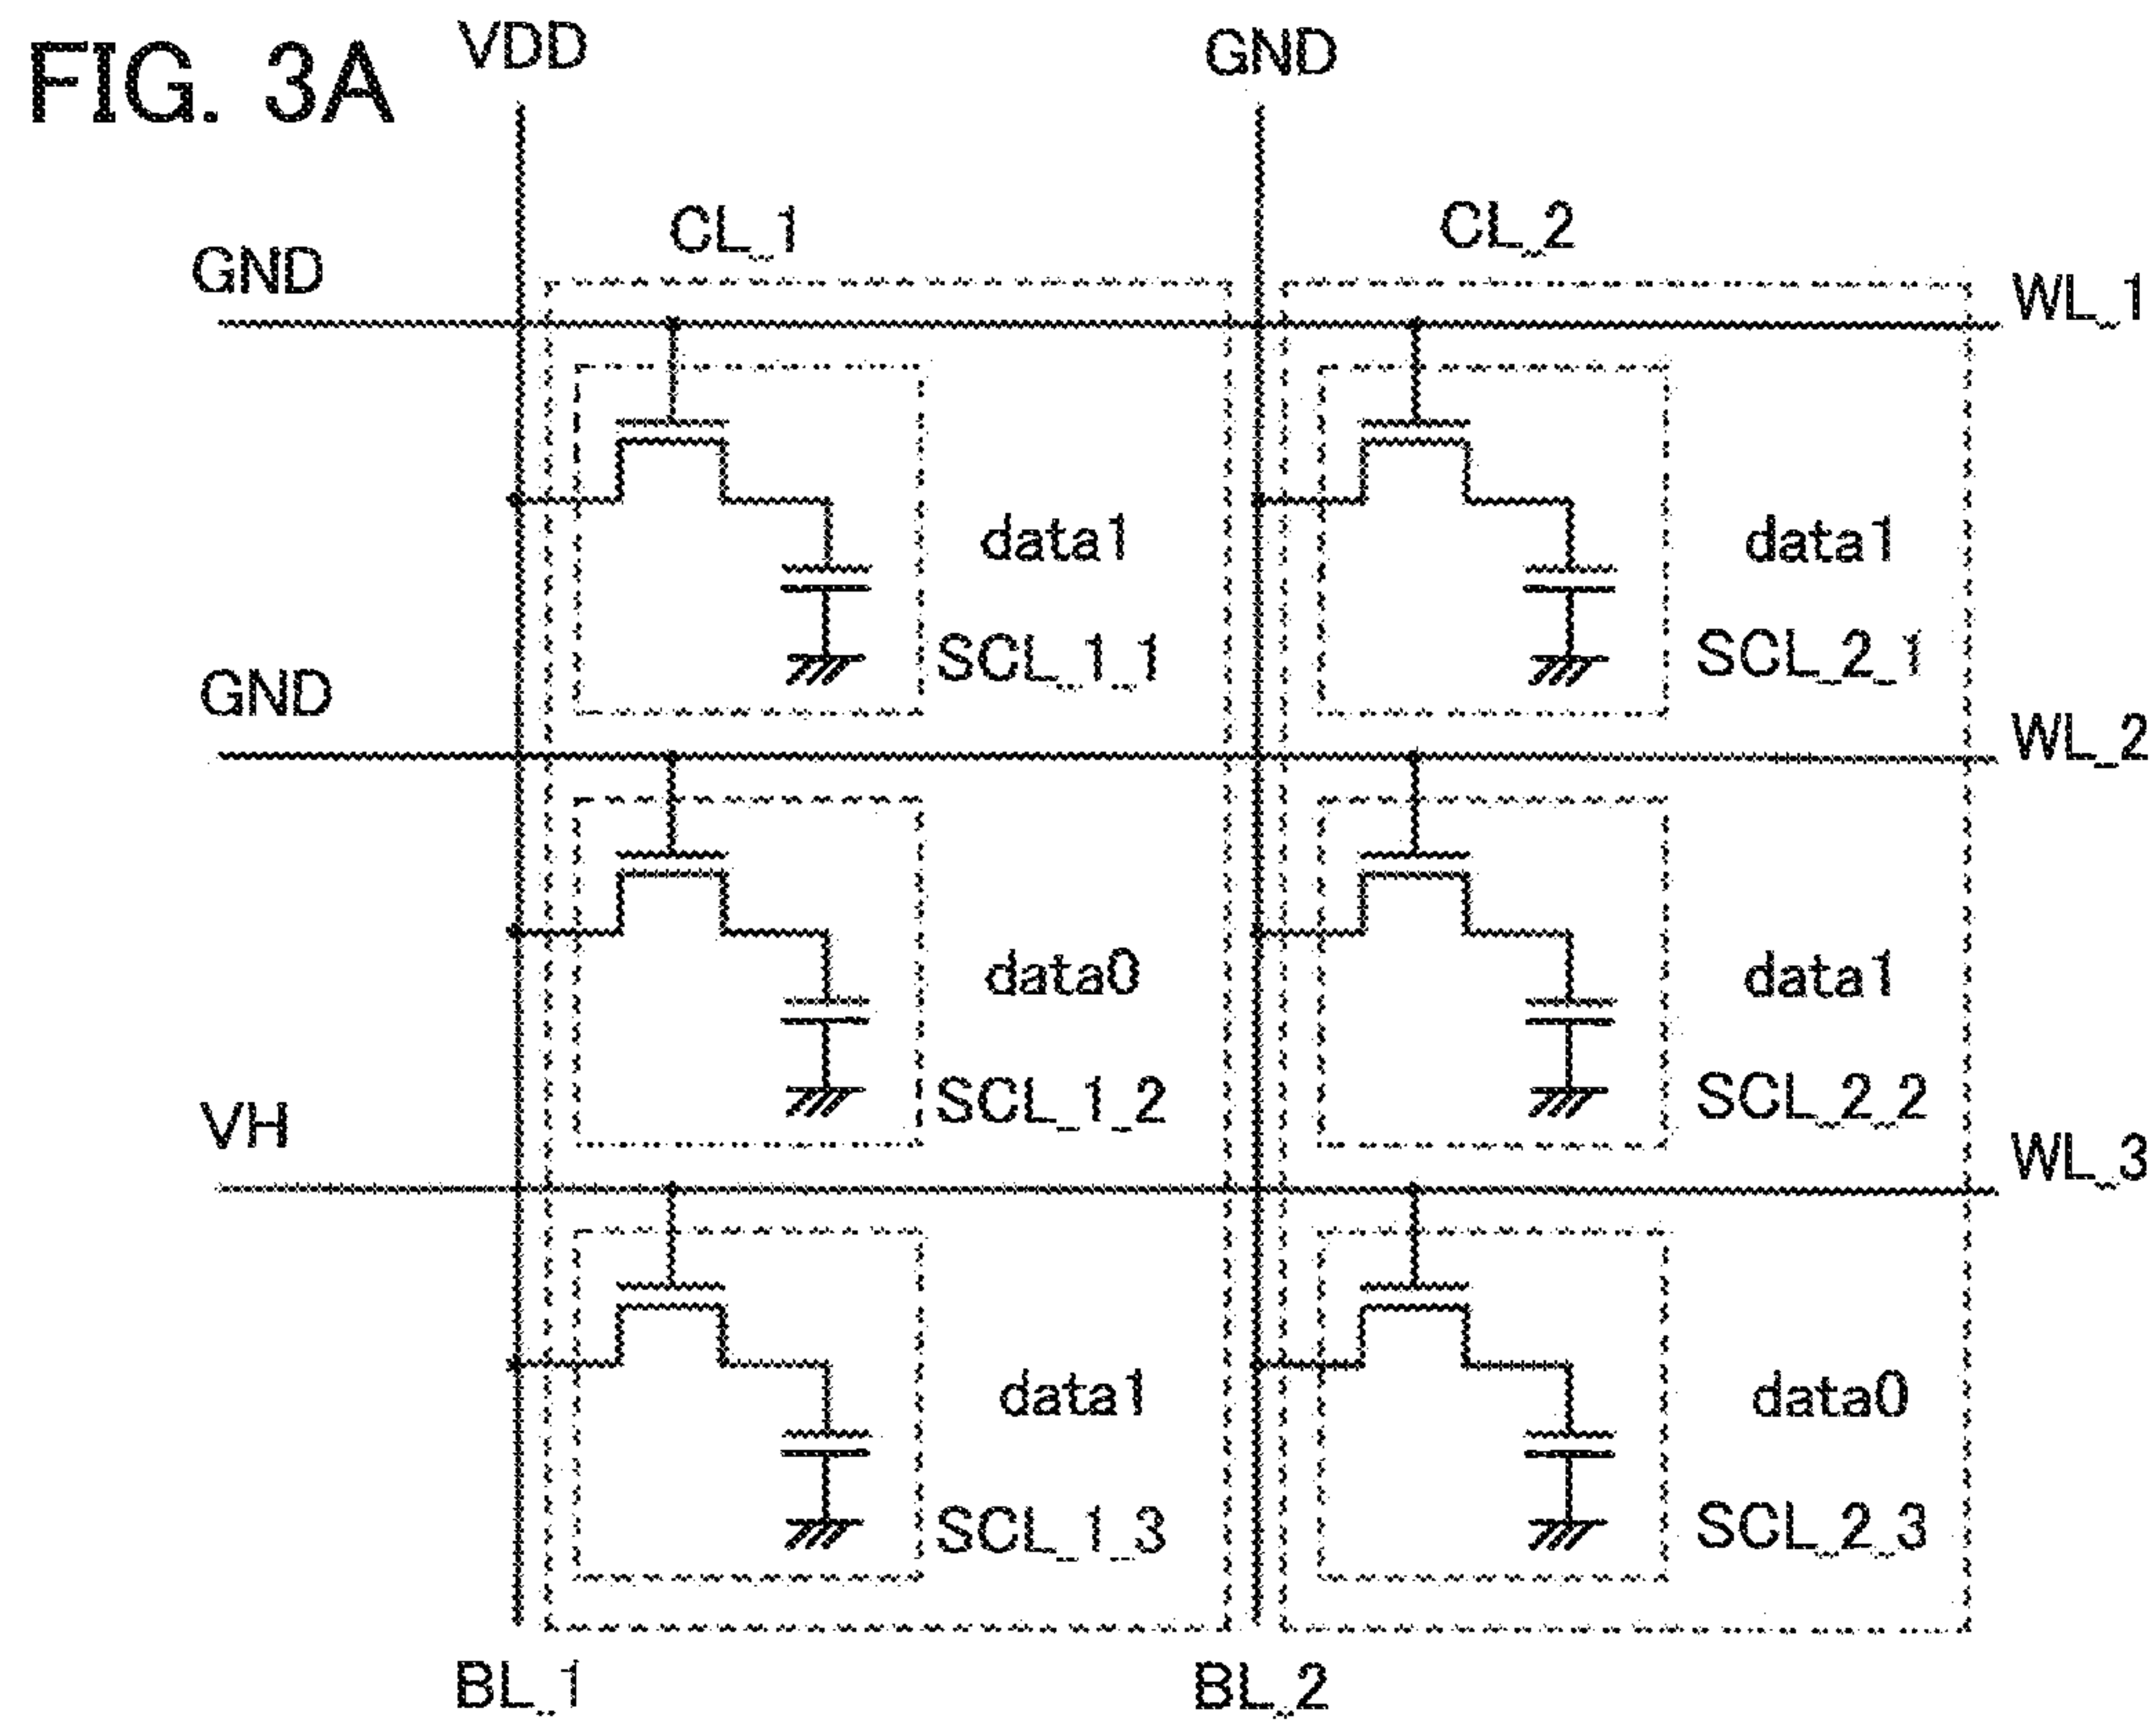 FIG. 3A
VDD
GND
CL_1
CL_2
GND
WL_1
data1
data1
SCL_1_1
SCL_2_1
GND
WL_2
data0
data1
SCL_1_2
SCL_2_2
VH
WL_3
data1
data0
SCL_1_3
SCL_2_3
BL_1
BL_2